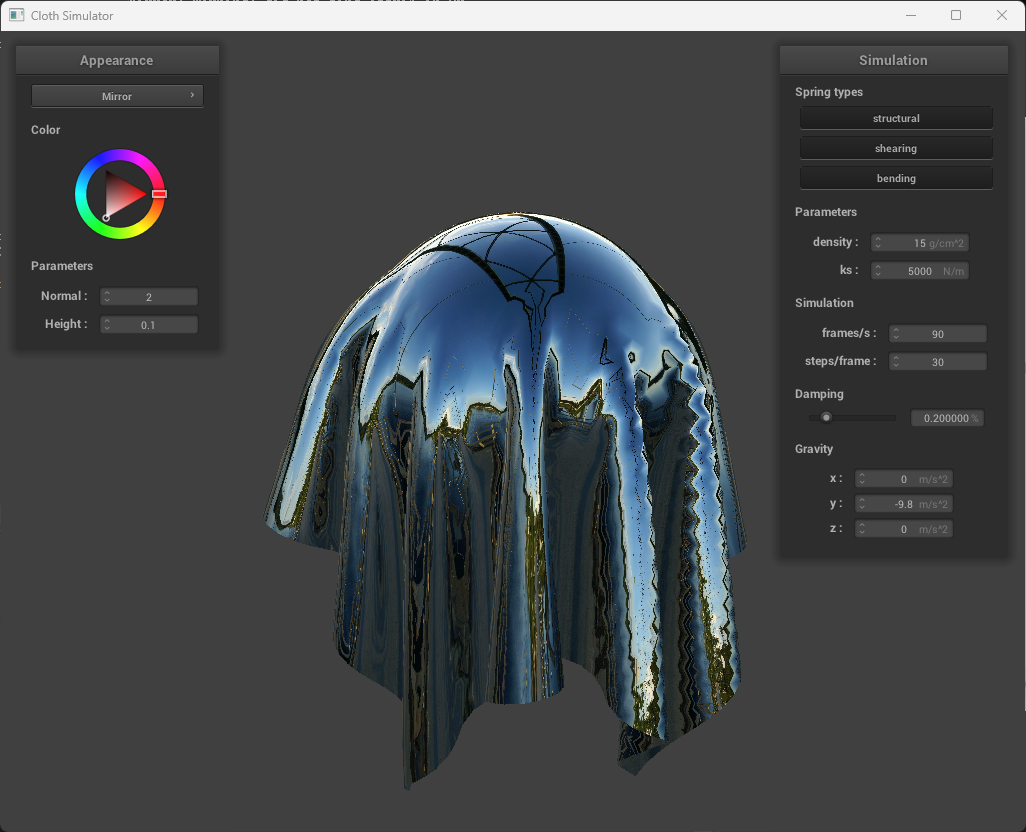 Cloth Simulator
Appearance
Mirror
Color
Parameters
Normal : 2
Height : 0.1
Simulation
Spring types
structural
shearing
bending
Parameters
density : 15 g/cm^2
ks : 5000 N/m
Simulation
frames/s : 90
steps/frame : 30
Damping
0.200000 %
Gravity
x : 0 m/s^2
y : -9.8 m/s^2
z : 0 m/s^2